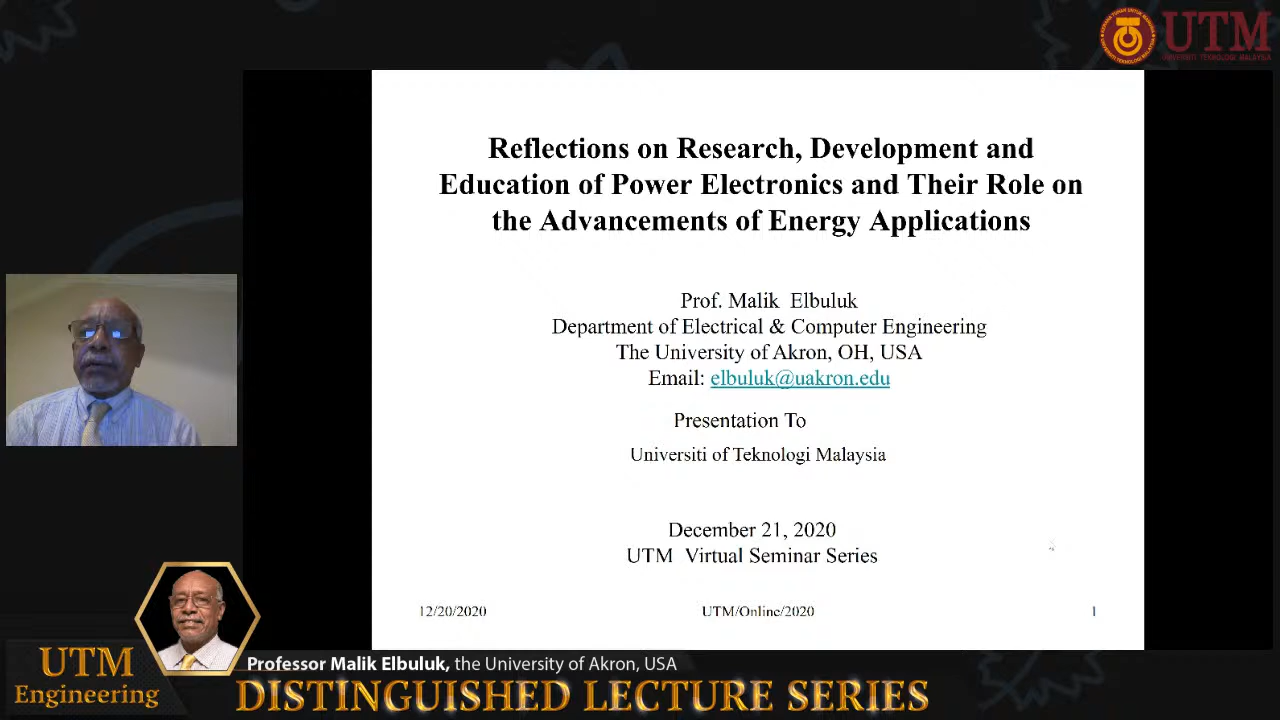 UTM
UNIVERSITI TEKNOLOGI MALAYSIA
Reflections on Research, Development and
Education of Power Electronics and Their Role on
the Advancements of Energy Applications
Prof. Malik Elbuluk
Department of Electrical & Computer Engineering
The University of Akron, OH, USA
Email: elbuluk@uakron.edu
Presentation To
Universiti of Teknologi Malaysia
December 21, 2020
UTM Virtual Seminar Series
12/20/2020 UTM/Online/2020 1
Professor Malik Elbuluk, the University of Akron, USA
UTM
Engineering
DISTINGUISHED LECTURE SERIES